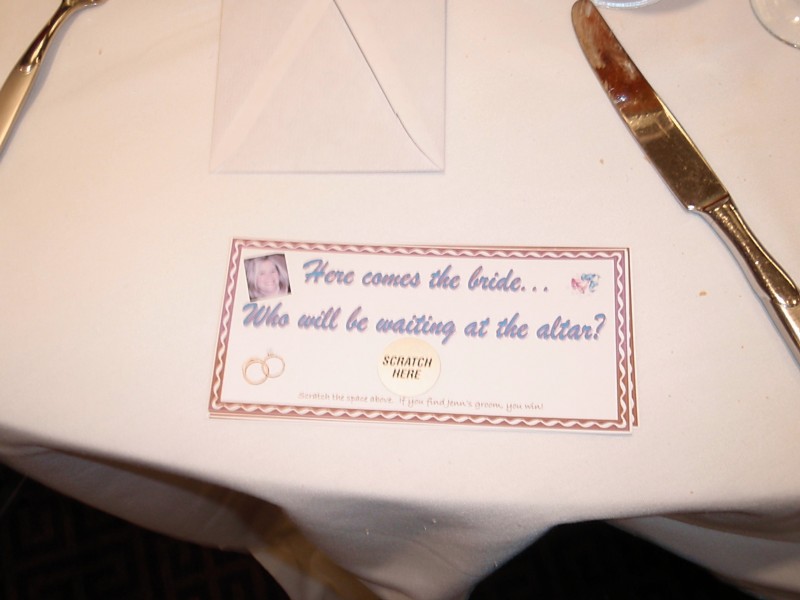 Here comes the bride...
Who will be waiting at the altar?
SCRATCH
HERE
Scratch the space above. If you find Jenn's groom, you win!